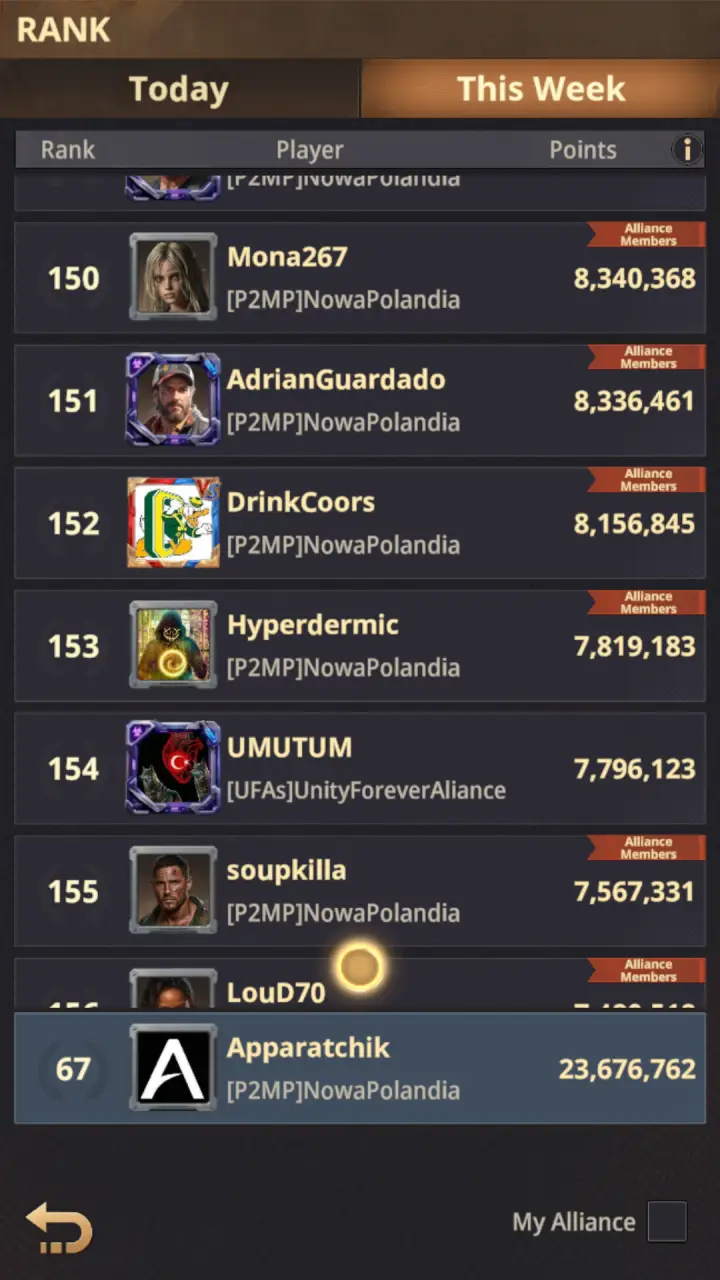 RANK
Today
This Week
Rank
Player
Points
[P2MP]NowaPolandia
Alliance
Members
150
Mona267
[P2MP]NowaPolandia
8,340,368
Alliance
Members
151
AdrianGuardado
[P2MP]NowaPolandia
8,336,461
Alliance
Members
152
DrinkCoors
[P2MP]NowaPolandia
8,156,845
Alliance
Members
153
Hyperdermic
[P2MP]NowaPolandia
7,819,183
154
UMUTUM
[UFAs]UnityForeverAliance
7,796,123
Alliance
Members
155
soupkilla
[P2MP]NowaPolandia
7,567,331
Alliance
Members
LouD70
67
Apparatchik
[P2MP]NowaPolandia
23,676,762
My Alliance